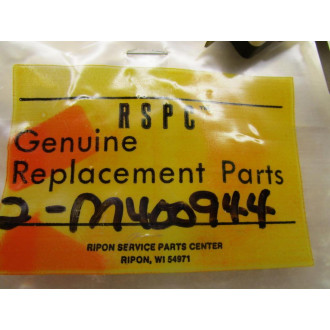 RSPC
Genuine
Replacement Parts
2-M400944
RIPON SERVICE PARTS CENTER
RIPON, WI 54971